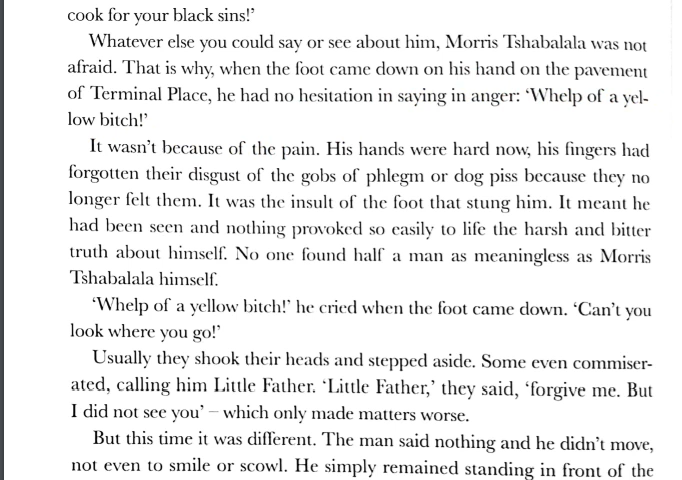 cook for your black sins!’
Whatever else you could say or see about him, Morris Tshabalala was not
afraid. That is why, when the foot came down on his hand on the pavement
of Terminal Place, he had no hesitation in saying in anger: ‘Whelp of a yel-
low bitch!’
It wasn’t because of the pain. His hands were hard now, his fingers had
forgotten their disgust of the gobs of phlegm or dog piss because they no
longer felt them. It was the insult of the foot that stung him. It meant he
had been seen and nothing provoked so easily to life the harsh and bitter
truth about himself. No one found half a man as meaningless as Morris
Tshabalala himself.
‘Whelp of a yellow bitch!’ he cried when the foot came down. ‘Can’t you
look where you go!’
Usually they shook their heads and stepped aside. Some even commiser-
ated, calling him Little Father. ‘Little Father,’ they said, ‘forgive me. But
I did not see you’ – which only made matters worse.
But this time it was different. The man said nothing and he didn’t move,
not even to smile or scowl. He simply remained standing in front of the